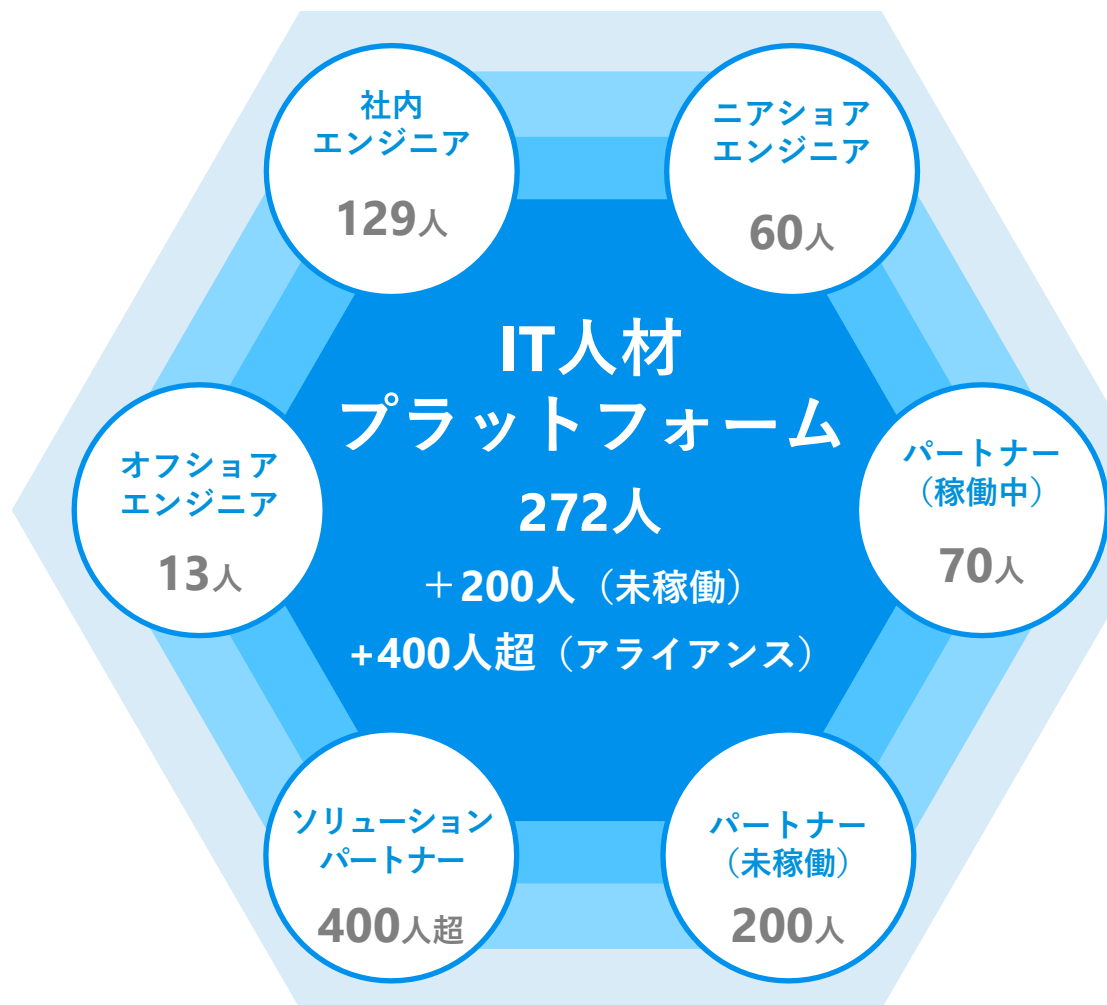 社内
エンジニア
129人
ニアショア
エンジニア
60人
IT人材
プラットフォーム
272人
＋200人（未稼働）
+400人超（アライアンス）
オフショア
エンジニア
13人
パートナー
（稼働中）
70人
ソリューション
パートナー
400人超
パートナー
（未稼働）
200人